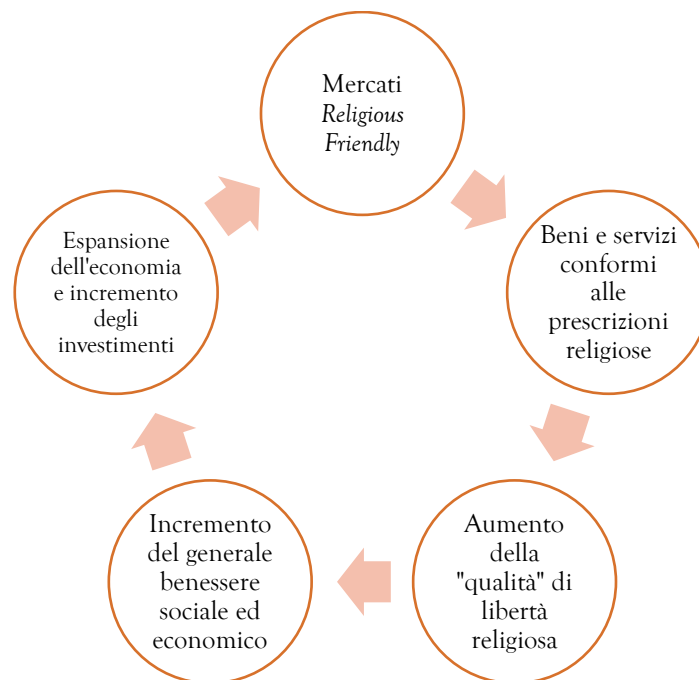 Mercati
Religious
Friendly
Beni e servizi
conformi
alle
prescrizioni
religiose
Aumento
della
"qualità" di
libertà
religiosa
Incremento
del generale
benessere
sociale ed
economico
Espansione
dell'economia
e incremento
degli
investimenti